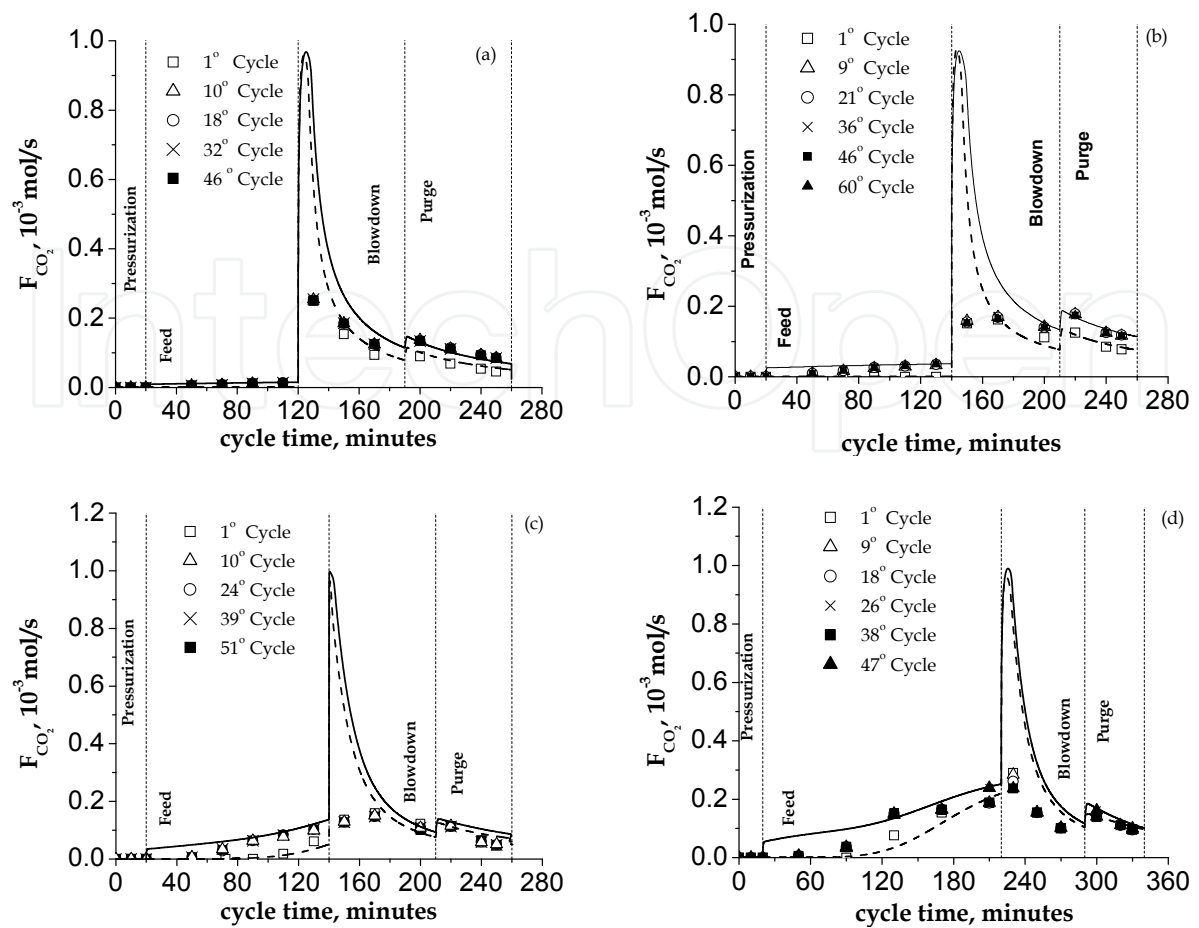 (a)
1.0
0.8
0.6
0.4
0.2
0.0
F_CO₂, 10⁻³ mol/s
1° Cycle
10° Cycle
18° Cycle
32° Cycle
46° Cycle
Pressurization
Feed
Blowdown
Purge
0 40 80 120 160 200 240 280
cycle time, minutes
(b)
1.0
0.8
0.6
0.4
0.2
0.0
F_CO₂, 10⁻³ mol/s
1° Cycle
9° Cycle
21° Cycle
36° Cycle
46° Cycle
60° Cycle
Pressurization
Feed
Blowdown
Purge
0 40 80 120 160 200 240 280
cycle time, minutes
IntechOpen
(c)
1.2
1.0
0.8
0.6
0.4
0.2
0.0
F_CO₂, 10⁻³ mol/s
1° Cycle
10° Cycle
24° Cycle
39° Cycle
51° Cycle
Pressurization
Feed
Blowdown
Purge
0 40 80 120 160 200 240 280
cycle time, minutes
(d)
1.2
1.0
0.8
0.6
0.4
0.2
0.0
F_CO₂, 10⁻³ mol/s
1° Cycle
9° Cycle
18° Cycle
26° Cycle
38° Cycle
47° Cycle
Pressurization
Feed
Blowdown
Purge
0 60 120 180 240 300 360
cycle time, minutes